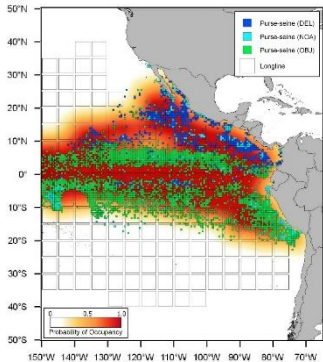 50°N
40°N
30°N
20°N
10°N
0°
10°S
20°S
30°S
40°S
50°S
150°W 140°W 130°W 120°W 110°W 100°W 90°W 80°W 70°W
Purse-seine (DEL)
Purse-seine (NOA)
Purse-seine (OBJ)
Longline
0 0.5 1.0
Probability of Occupancy